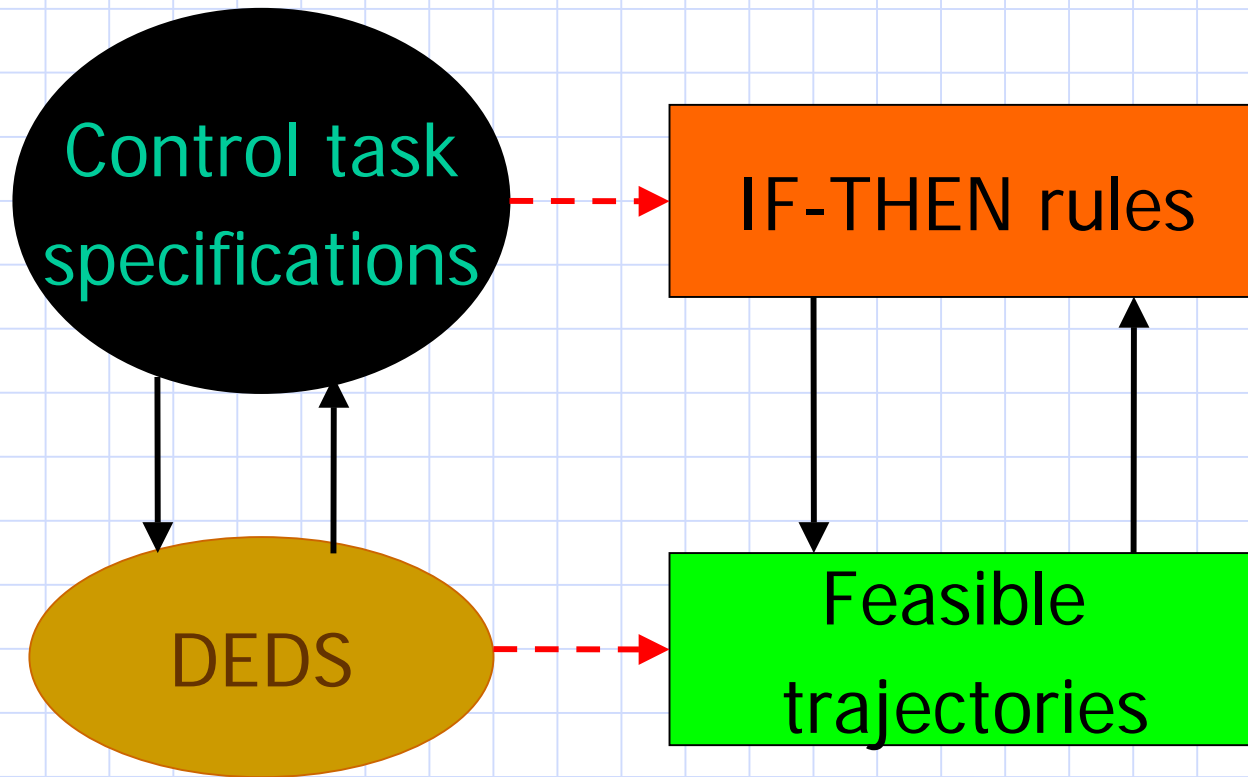 Control task
specifications
IF-THEN rules
DEDS
Feasible
trajectories